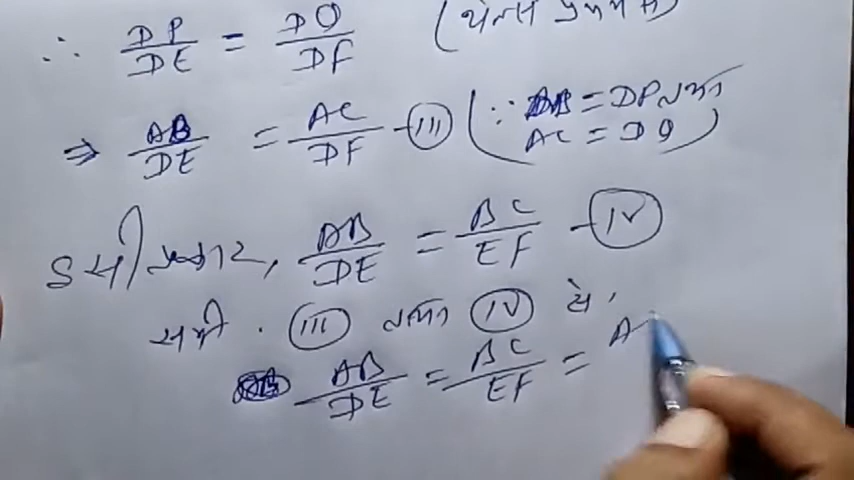 ∴ DP/DE = DQ/DF (थेल्स प्रमेय से)
⇒ AB/DE = AC/DF -(III) (∵ AB = DP तथा
AC = DQ)
इसी प्रकार, AB/DE = BC/EF -(IV)
समी. (III) तथा (IV) से,
AB/DE = BC/EF = A